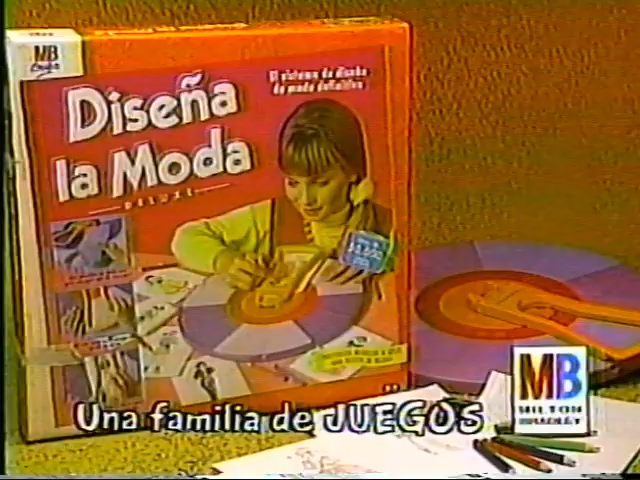 MB
Diseña
la Moda
DELUXE
El sistema de diseño
de moda definitivo
Una familia de JUEGOS
MB
MILTON
BRADLEY